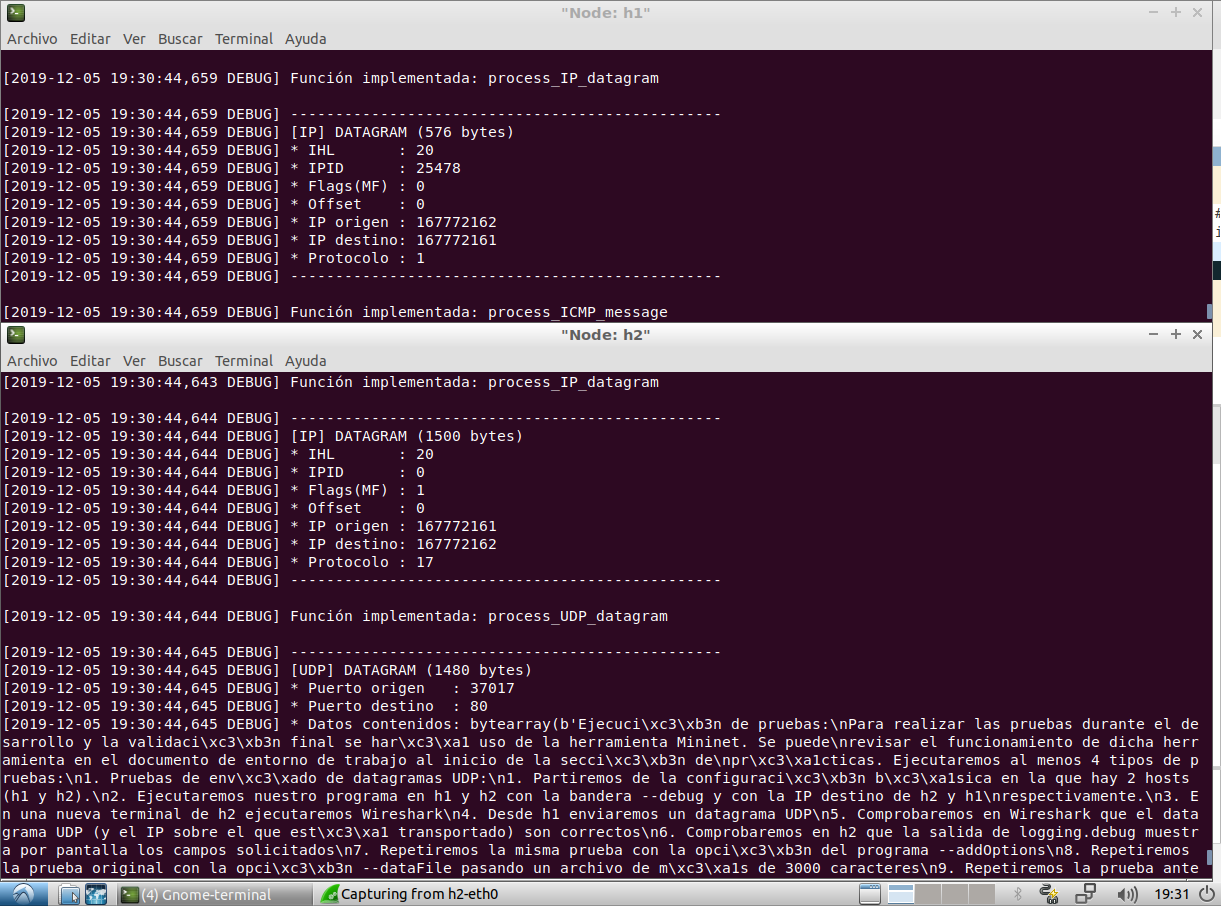 "Node: h1"
Archivo Editar Ver Buscar Terminal Ayuda
[2019-12-05 19:30:44,659 DEBUG] Función implementada: process_IP_datagram
[2019-12-05 19:30:44,659 DEBUG] ------------------------------------------------
[2019-12-05 19:30:44,659 DEBUG] [IP] DATAGRAM (576 bytes)
[2019-12-05 19:30:44,659 DEBUG] * IHL       : 20
[2019-12-05 19:30:44,659 DEBUG] * IPID      : 25478
[2019-12-05 19:30:44,659 DEBUG] * Flags(MF) : 0
[2019-12-05 19:30:44,659 DEBUG] * Offset    : 0
[2019-12-05 19:30:44,659 DEBUG] * IP origen : 167772162
[2019-12-05 19:30:44,659 DEBUG] * IP destino: 167772161
[2019-12-05 19:30:44,659 DEBUG] * Protocolo : 1
[2019-12-05 19:30:44,659 DEBUG] ------------------------------------------------
[2019-12-05 19:30:44,659 DEBUG] Función implementada: process_ICMP_message
"Node: h2"
Archivo Editar Ver Buscar Terminal Ayuda
[2019-12-05 19:30:44,643 DEBUG] Función implementada: process_IP_datagram
[2019-12-05 19:30:44,644 DEBUG] ------------------------------------------------
[2019-12-05 19:30:44,644 DEBUG] [IP] DATAGRAM (1500 bytes)
[2019-12-05 19:30:44,644 DEBUG] * IHL       : 20
[2019-12-05 19:30:44,644 DEBUG] * IPID      : 0
[2019-12-05 19:30:44,644 DEBUG] * Flags(MF) : 1
[2019-12-05 19:30:44,644 DEBUG] * Offset    : 0
[2019-12-05 19:30:44,644 DEBUG] * IP origen : 167772161
[2019-12-05 19:30:44,644 DEBUG] * IP destino: 167772162
[2019-12-05 19:30:44,644 DEBUG] * Protocolo : 17
[2019-12-05 19:30:44,644 DEBUG] ------------------------------------------------
[2019-12-05 19:30:44,644 DEBUG] Función implementada: process_UDP_datagram
[2019-12-05 19:30:44,645 DEBUG] ------------------------------------------------
[2019-12-05 19:30:44,645 DEBUG] [UDP] DATAGRAM (1480 bytes)
[2019-12-05 19:30:44,645 DEBUG] * Puerto origen   : 37017
[2019-12-05 19:30:44,645 DEBUG] * Puerto destino  : 80
[2019-12-05 19:30:44,645 DEBUG] * Datos contenidos: bytearray(b'Ejecuci\xc3\xb3n de pruebas:\nPara realizar las pruebas durante el de
sarrollo y la validaci\xc3\xb3n final se har\xc3\xa1 uso de la herramienta Mininet. Se puede\nrevisar el funcionamiento de dicha herr
amienta en el documento de entorno de trabajo al inicio de la secci\xc3\xb3n de\npr\xc3\xa1cticas. Ejecutaremos al menos 4 tipos de p
ruebas:\n1. Pruebas de env\xc3\xado de datagramas UDP:\n1. Partiremos de la configuraci\xc3\xb3n b\xc3\xa1sica en la que hay 2 hosts 
(h1 y h2).\n2. Ejecutaremos nuestro programa en h1 y h2 con la bandera --debug y con la IP destino de h2 y h1\nrespectivamente.\n3. E
n una nueva terminal de h2 ejecutaremos Wireshark\n4. Desde h1 enviaremos un datagrama UDP\n5. Comprobaremos en Wireshark que el data
grama UDP (y el IP sobre el que est\xc3\xa1 transportado) son correctos\n6. Comprobaremos en h2 que la salida de logging.debug muestr
a por pantalla los campos solicitados\n7. Repetiremos la misma prueba con la opci\xc3\xb3n del programa --addOptions\n8. Repetiremos 
la prueba original con la opci\xc3\xb3n --dataFile pasando un archivo de m\xc3\xa1s de 3000 caracteres\n9. Repetiremos la prueba ante
(4) Gnome-terminal
Capturing from h2-eth0
19:31